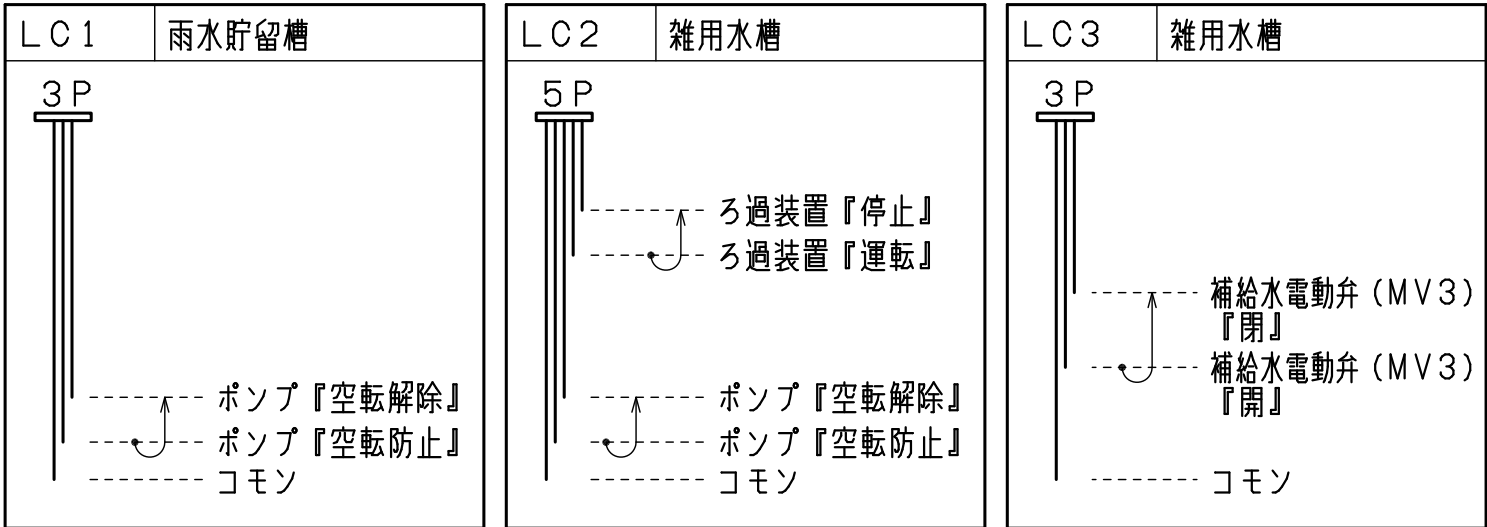 LC1 雨水貯留槽
3P
ポンプ『空転解除』
ポンプ『空転防止』
コモン
LC2 雑用水槽
5P
ろ過装置『停止』
ろ過装置『運転』
ポンプ『空転解除』
ポンプ『空転防止』
コモン
LC3 雑用水槽
3P
補給水電動弁(MV3)
『閉』
補給水電動弁(MV3)
『開』
コモン